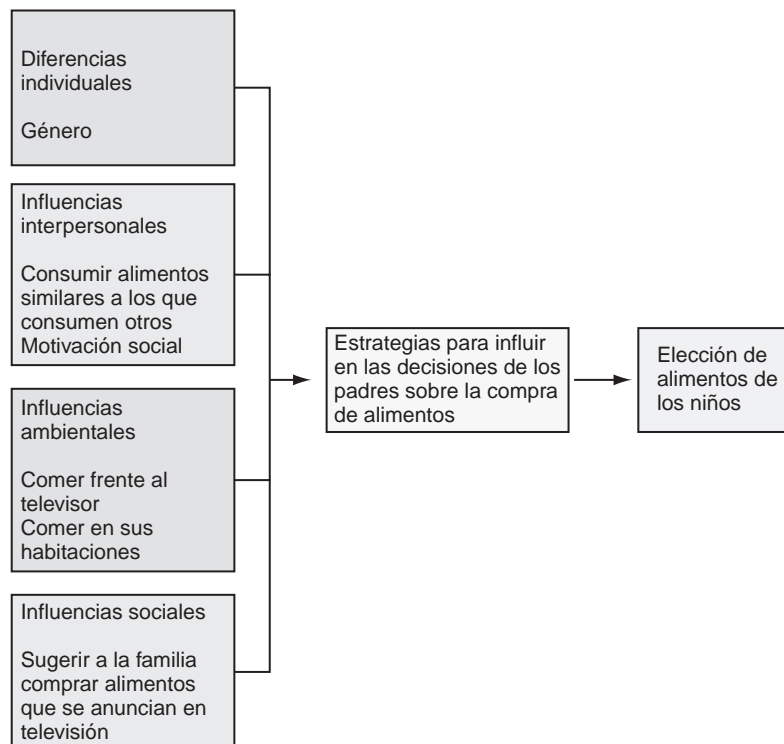 Diferencias
individuales
Género
Influencias
interpersonales
Consumir alimentos
similares a los que
consumen otros
Motivación social
Influencias
ambientales
Comer frente al
televisor
Comer en sus
habitaciones
Influencias sociales
Sugerir a la familia
comprar alimentos
que se anuncian en
televisión
Estrategias para influir
en las decisiones de los
padres sobre la compra
de alimentos
Elección de
alimentos de
los niños